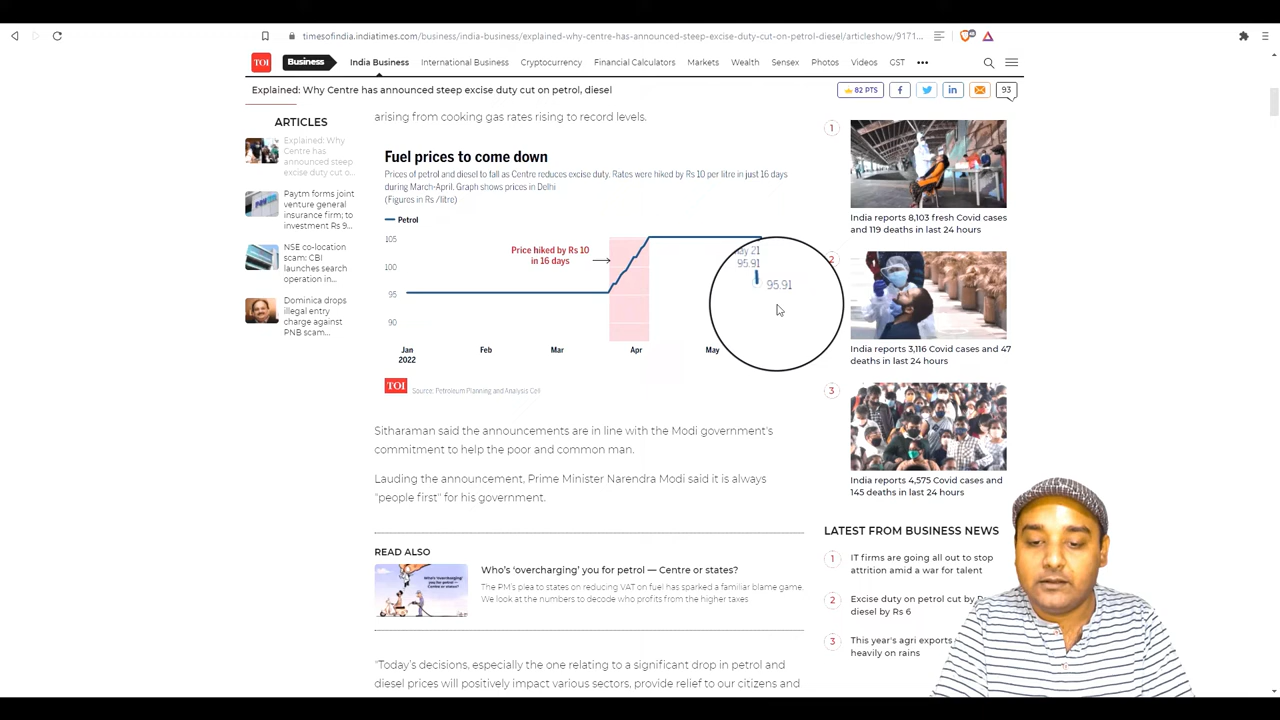 timesofindia.indiatimes.com/business/india-business/explained-why-centre-has-announced-steep-excise-duty-cut-on-petrol-diesel/articleshow/9171...
TOI
Business
India Business
International Business
Cryptocurrency
Financial Calculators
Markets
Wealth
Sensex
Photos
Videos
GST
Explained: Why Centre has announced steep excise duty cut on petrol, diesel
82 PTS
93
ARTICLES
Explained: Why
Centre has
announced steep
excise duty cut o...
Paytm forms joint
venture general
insurance firm; to
investment Rs 9...
NSE co-location
scam: CBI
launches search
operation in...
Dominica drops
illegal entry
charge against
PNB scam...
arising from cooking gas rates rising to record levels.
Fuel prices to come down
Prices of petrol and diesel to fall as Centre reduces excise duty. Rates were hiked by Rs 10 per litre in just 16 days
during March-April. Graph shows prices in Delhi
(Figures in Rs /litre)
Petrol
105
100
95
90
Price hiked by Rs 10
in 16 days
21
95.91
95.91
Jan
2022
Feb
Mar
Apr
May
TOI
Source: Petroleum Planning and Analysis Cell
Sitharaman said the announcements are in line with the Modi government's
commitment to help the poor and common man.
Lauding the announcement, Prime Minister Narendra Modi said it is always
"people first" for his government.
READ ALSO
Who's 'overcharging' you for petrol — Centre or states?
The PM's plea to states on reducing VAT on fuel has sparked a familiar blame game.
We look at the numbers to decode who profits from the higher taxes
"Today's decisions, especially the one relating to a significant drop in petrol and
diesel prices will positively impact various sectors, provide relief to our citizens and
1
India reports 8,103 fresh Covid cases
and 119 deaths in last 24 hours
2
India reports 3,116 Covid cases and 47
deaths in last 24 hours
3
India reports 4,575 Covid cases and
145 deaths in last 24 hours
LATEST FROM BUSINESS NEWS
1
IT firms are going all out to stop
attrition amid a war for talent
2
Excise duty on petrol cut by
diesel by Rs 6
3
This year's agri exports
heavily on rains